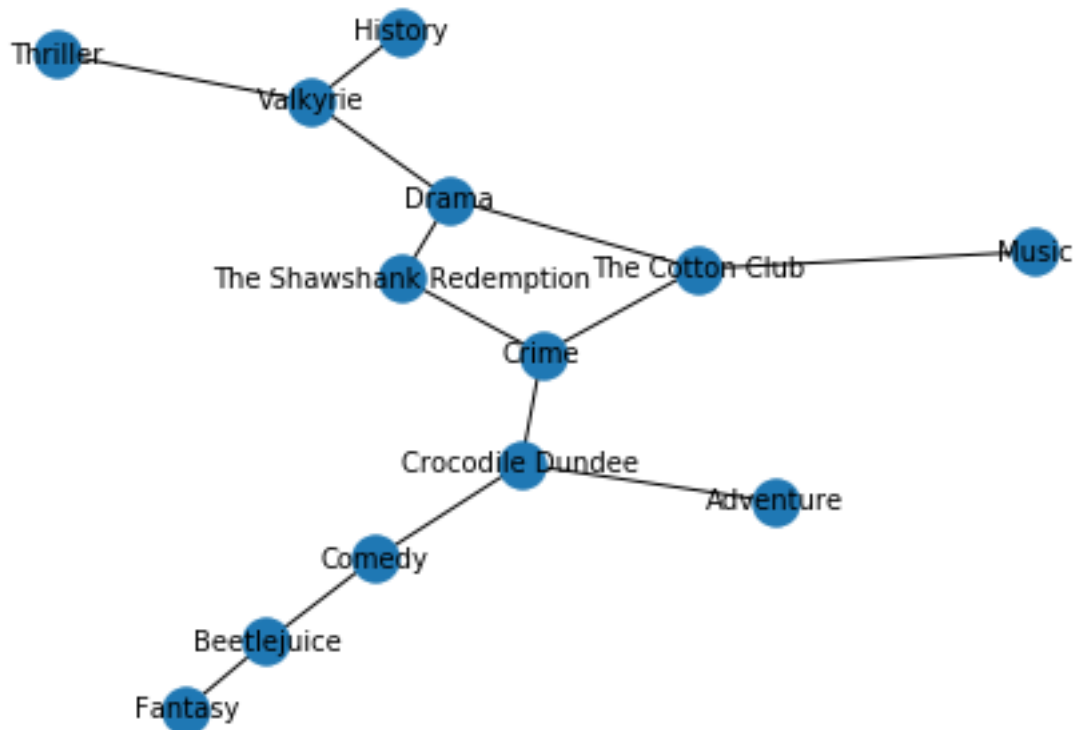 History
Thriller
Valkyrie
Drama
Music
The Shawshank Redemption
The Cotton Club
Crime
Crocodile Dundee
Adventure
Comedy
Beetlejuice
Fantasy